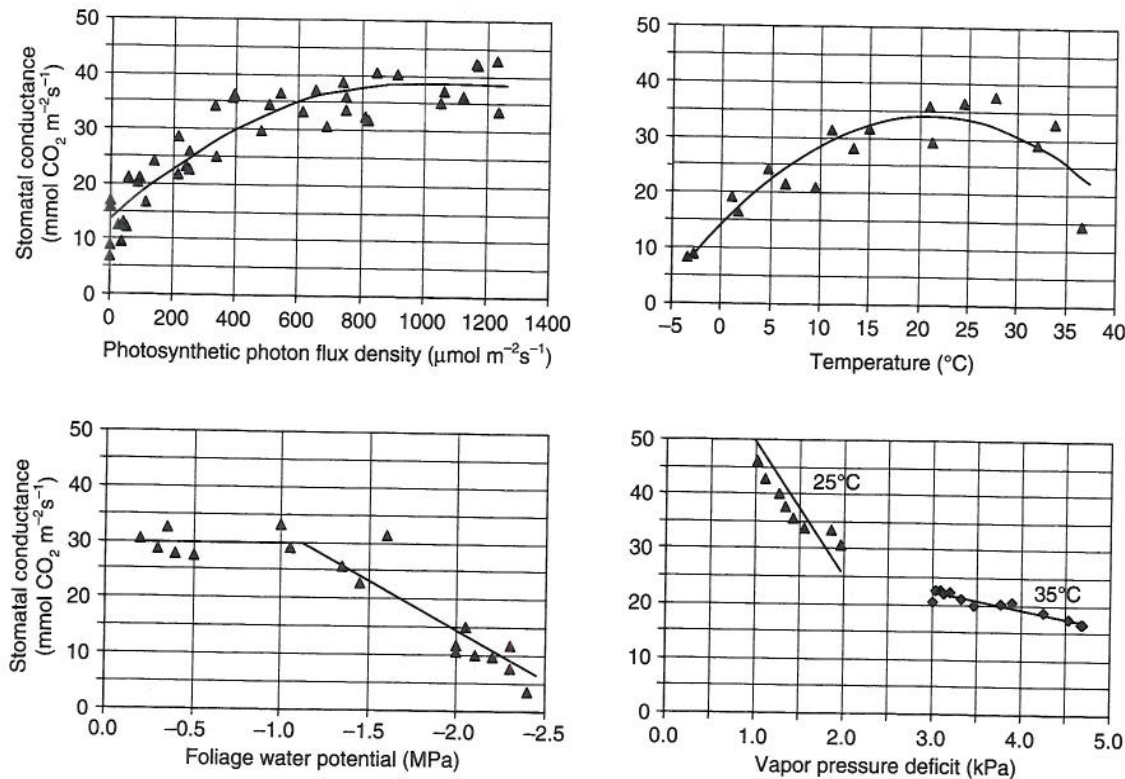 Stomatal conductance
(mmol CO₂ m⁻²s⁻¹)
50
40
30
20
10
0
0 200 400 600 800 1000 1200 1400
Photosynthetic photon flux density (μmol m⁻²s⁻¹)
50
40
30
20
10
0
−5 0 5 10 15 20 25 30 35 40
Temperature (°C)
Stomatal conductance
(mmol CO₂ m⁻²s⁻¹)
50
40
30
20
10
0
0.0 −0.5 −1.0 −1.5 −2.0 −2.5
Foliage water potential (MPa)
50
40
30
20
10
0
25°C
35°C
0.0 1.0 2.0 3.0 4.0 5.0
Vapor pressure deficit (kPa)